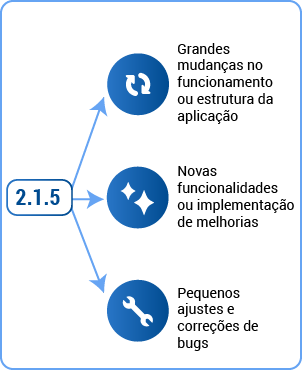 Grandes
mudanças no
funcionamento
ou estrutura da
aplicação
2.1.5
Novas
funcionalidades
ou implementação
de melhorias
Pequenos
ajustes e
correções de
bugs